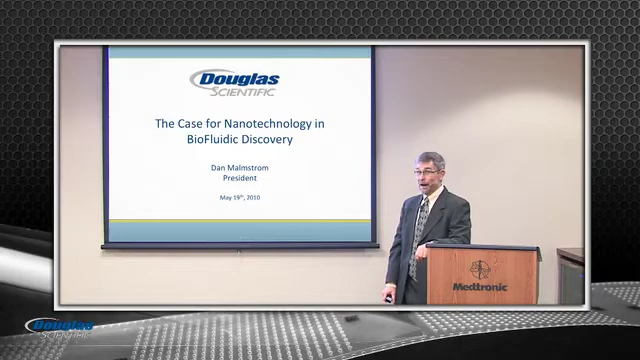 Douglas
SCIENTIFIC
The Case for Nanotechnology in
BioFluidic Discovery
Dan Malmstrom
President
May 19th, 2010
Medtronic
Douglas
SCIENTIFIC